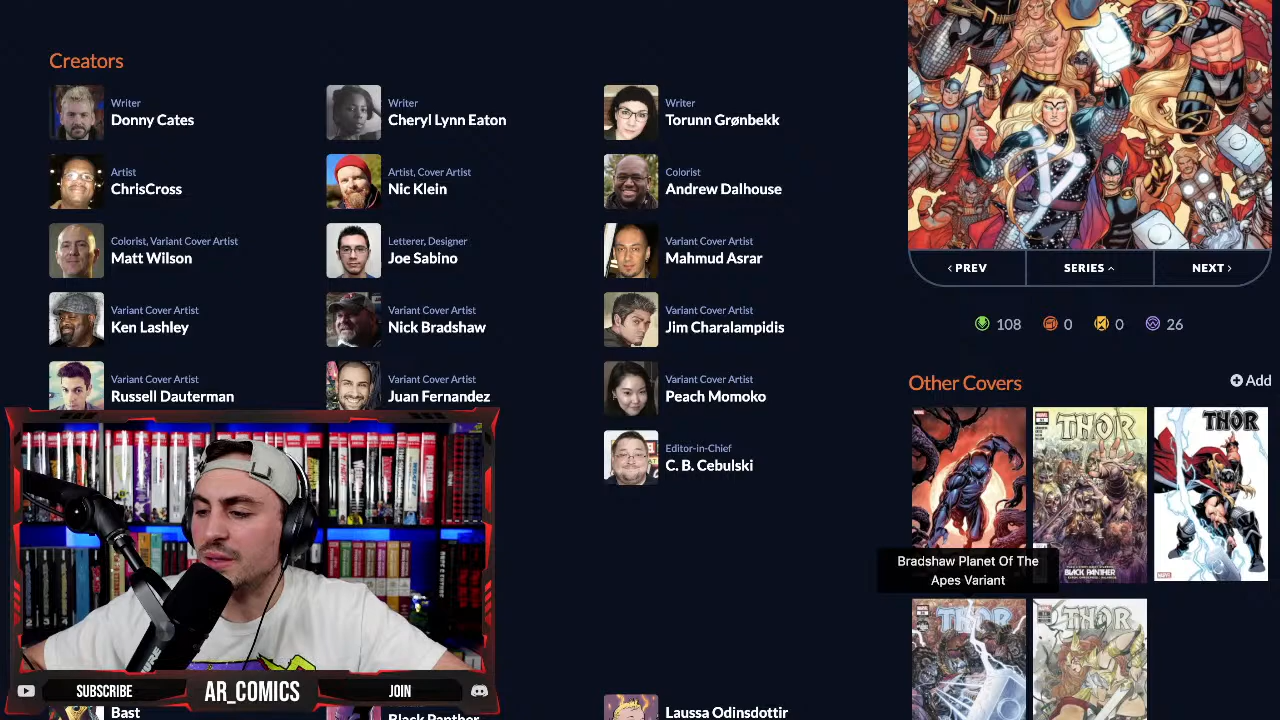 Creators
Writer
Donny Cates
Writer
Cheryl Lynn Eaton
Writer
Torunn Grønbekk
Artist
ChrisCross
Artist, Cover Artist
Nic Klein
Colorist
Andrew Dalhouse
Colorist, Variant Cover Artist
Matt Wilson
Letterer, Designer
Joe Sabino
Variant Cover Artist
Mahmud Asrar
Variant Cover Artist
Ken Lashley
Variant Cover Artist
Nick Bradshaw
Variant Cover Artist
Jim Charalampidis
Variant Cover Artist
Russell Dauterman
Variant Cover Artist
Juan Fernandez
Variant Cover Artist
Peach Momoko
Editor-in-Chief
C. B. Cebulski
Bast
Black Panther
Laussa Odinsdottir
PREV
SERIES
NEXT
108
0
0
26
Other Covers
Add
THOR
BLACK PANTHER
THOR
MARVEL
Bradshaw Planet Of The
Apes Variant
THOR
THOR
SUBSCRIBE
AR_COMICS
JOIN